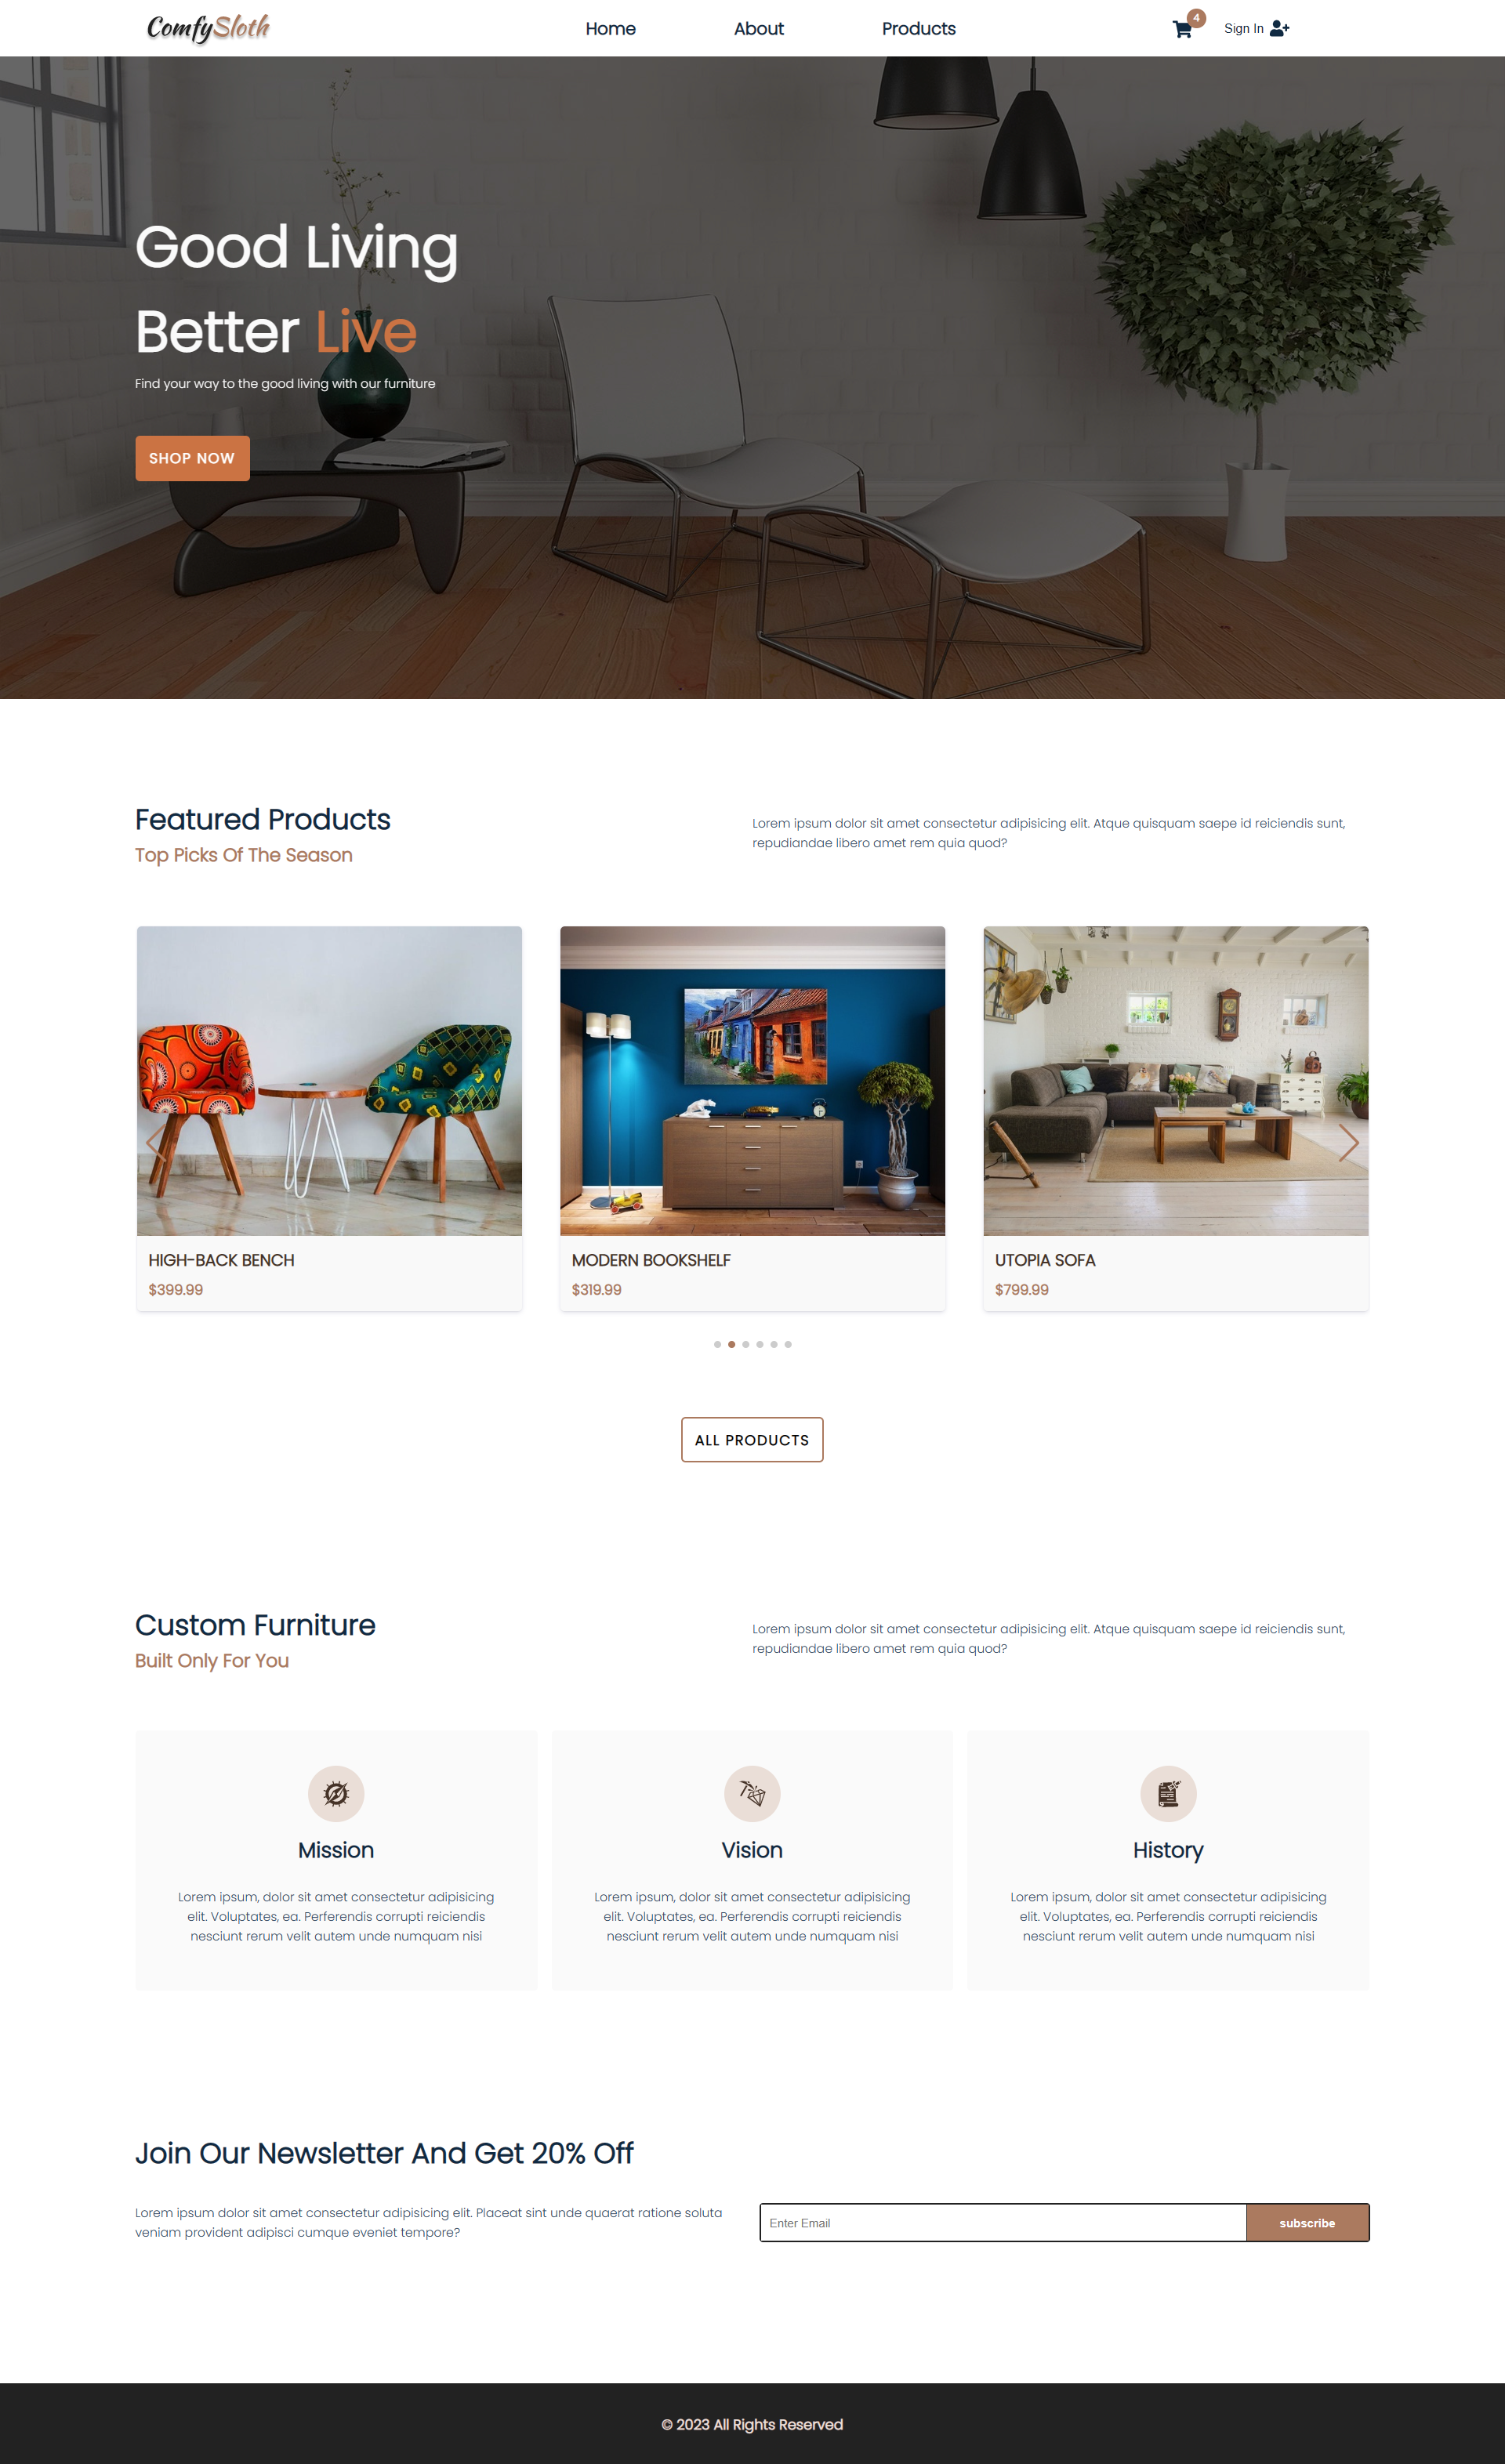 ComfySloth
Home
About
Products
4
Sign In
Good Living
Better Live
Find your way to the good living with our furniture
SHOP NOW
Featured Products
Top Picks Of The Season
Lorem ipsum dolor sit amet consectetur adipisicing elit. Atque quisquam saepe id reiciendis sunt,
repudiandae libero amet rem quia quod?
HIGH-BACK BENCH
$399.99
MODERN BOOKSHELF
$319.99
UTOPIA SOFA
$799.99
ALL PRODUCTS
Custom Furniture
Built Only For You
Lorem ipsum dolor sit amet consectetur adipisicing elit. Atque quisquam saepe id reiciendis sunt,
repudiandae libero amet rem quia quod?
Mission
Lorem ipsum, dolor sit amet consectetur adipisicing
elit. Voluptates, ea. Perferendis corrupti reiciendis
nesciunt rerum velit autem unde numquam nisi
Vision
Lorem ipsum, dolor sit amet consectetur adipisicing
elit. Voluptates, ea. Perferendis corrupti reiciendis
nesciunt rerum velit autem unde numquam nisi
History
Lorem ipsum, dolor sit amet consectetur adipisicing
elit. Voluptates, ea. Perferendis corrupti reiciendis
nesciunt rerum velit autem unde numquam nisi
Join Our Newsletter And Get 20% Off
Lorem ipsum dolor sit amet consectetur adipisicing elit. Placeat sint unde quaerat ratione soluta
veniam provident adipisci cumque eveniet tempore?
Enter Email
subscribe
© 2023 All Rights Reserved